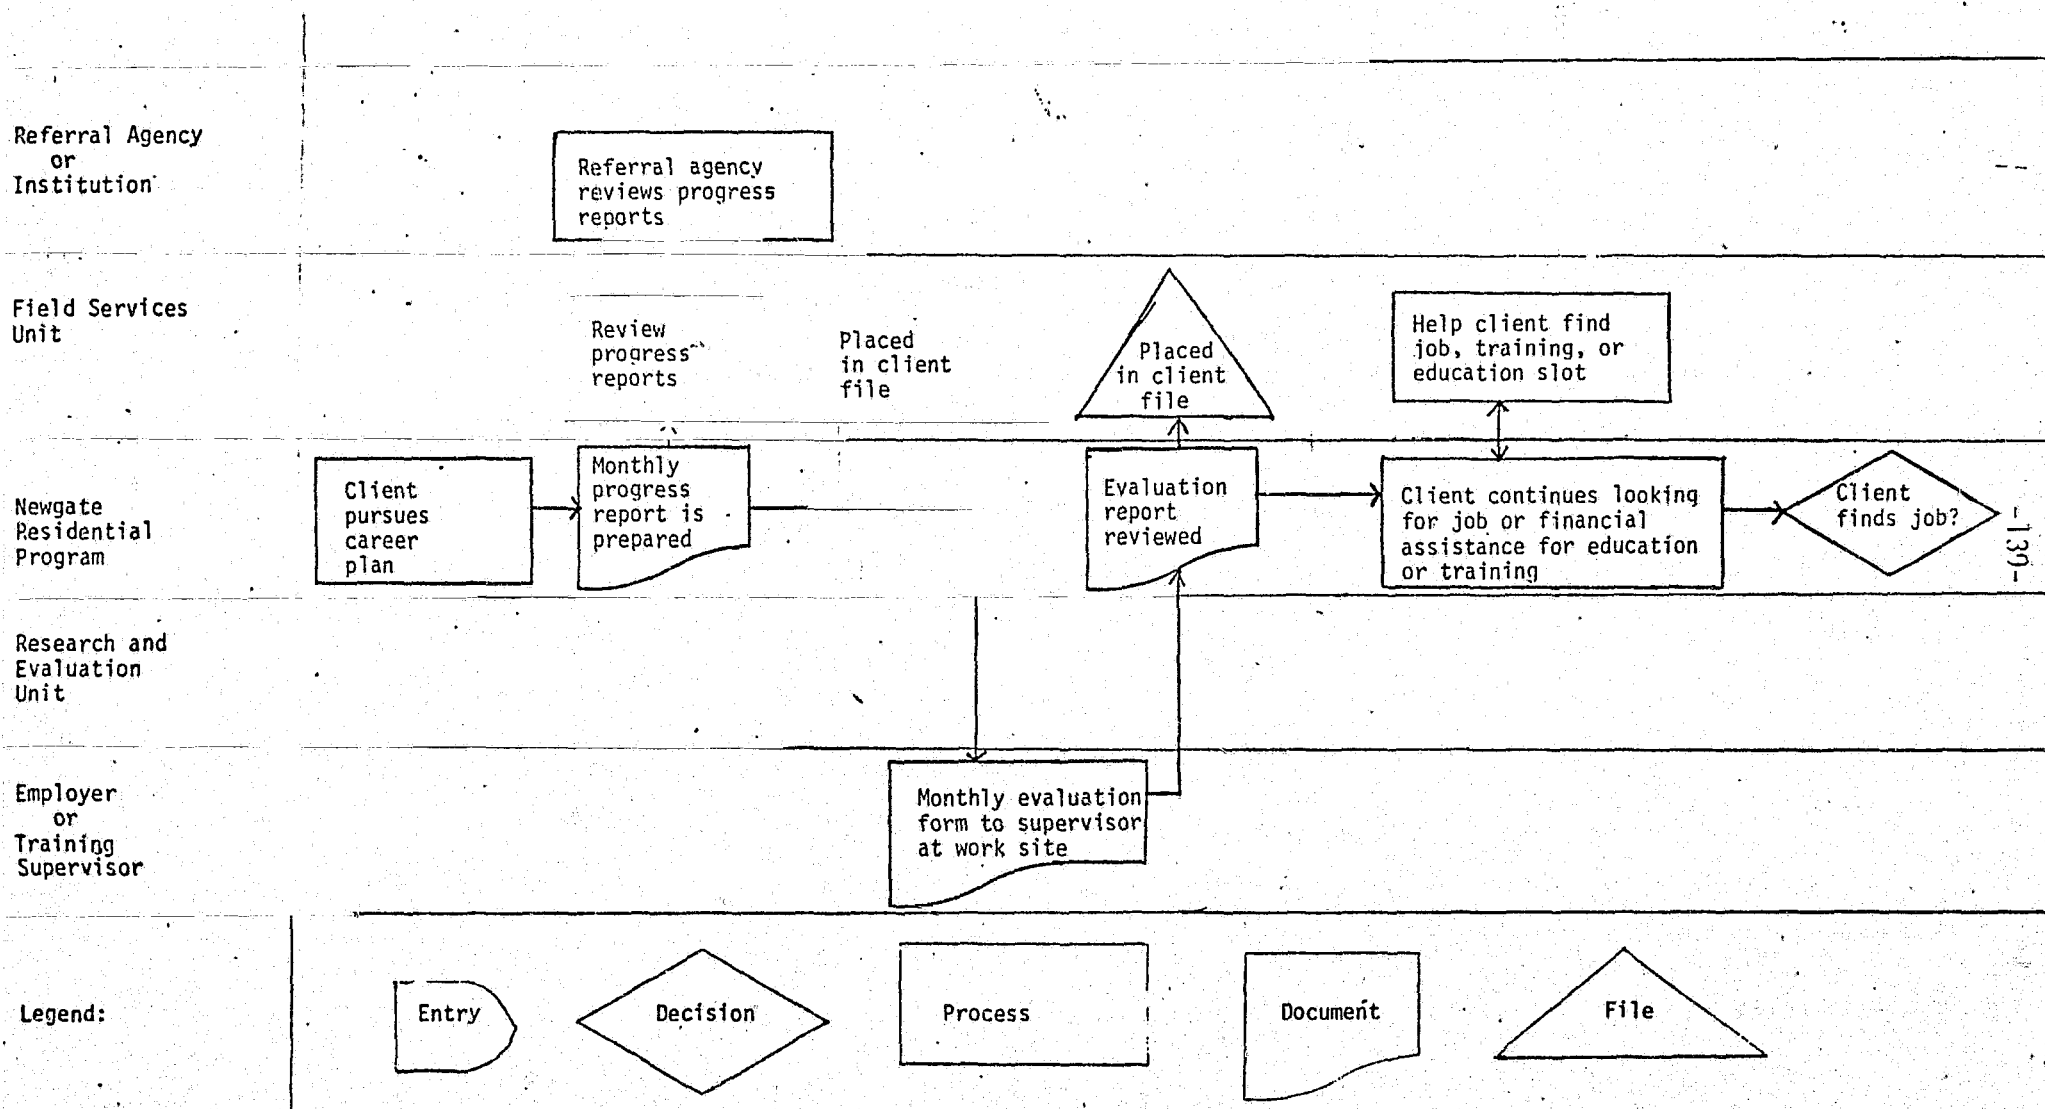 Referral Agency
or
Institution
Referral agency
reviews progress
reports
Field Services
Unit
Review
progress
reports
Placed
in client
file
Placed
in client
file
Help client find
job, training, or
education slot
Newgate
Residential
Program
Client
pursues
career
plan
Monthly
progress
report is
prepared
Evaluation
report
reviewed
Client continues looking
for job or financial
assistance for education
or training
Client
finds job?
-139-
Research and
Evaluation
Unit
Employer
or
Training
Supervisor
Monthly evaluation
form to supervisor
at work site
Legend:
Entry
Decision
Process
Document
File